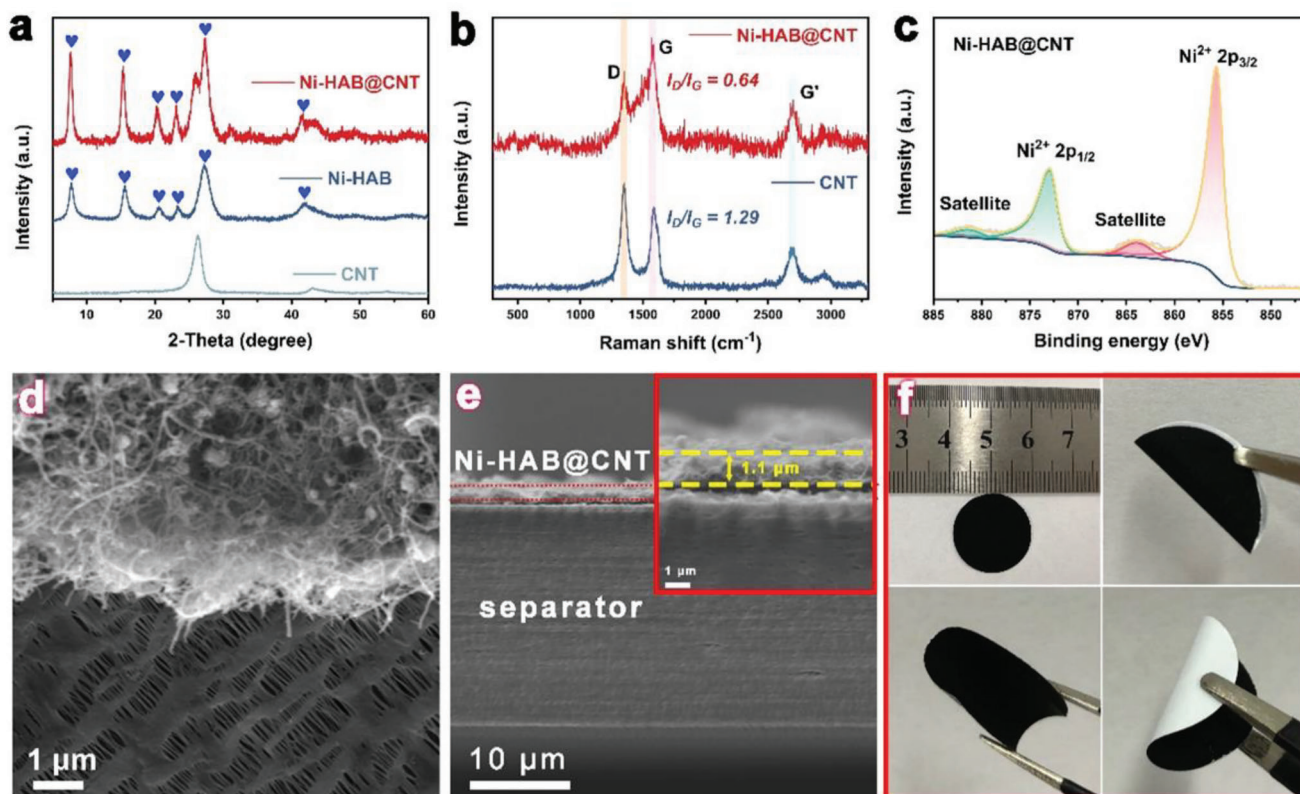 a
Ni-HAB@CNT
Ni-HAB
CNT
Intensity (a.u.)
10 20 30 40 50 60
2-Theta (degree)
b
Ni-HAB@CNT
G
D
I_D/I_G = 0.64
G'
CNT
I_D/I_G = 1.29
Intensity (a.u.)
500 1000 1500 2000 2500 3000
Raman shift (cm⁻¹)
c
Ni-HAB@CNT
Ni²⁺ 2p₃/₂
Ni²⁺ 2p₁/₂
Satellite
Satellite
Intensity (a.u.)
885 880 875 870 865 860 855 850
Binding energy (eV)
d
1 μm
e
Ni-HAB@CNT
1.1 μm
1 μm
separator
10 μm
f
3 4 5 6 7